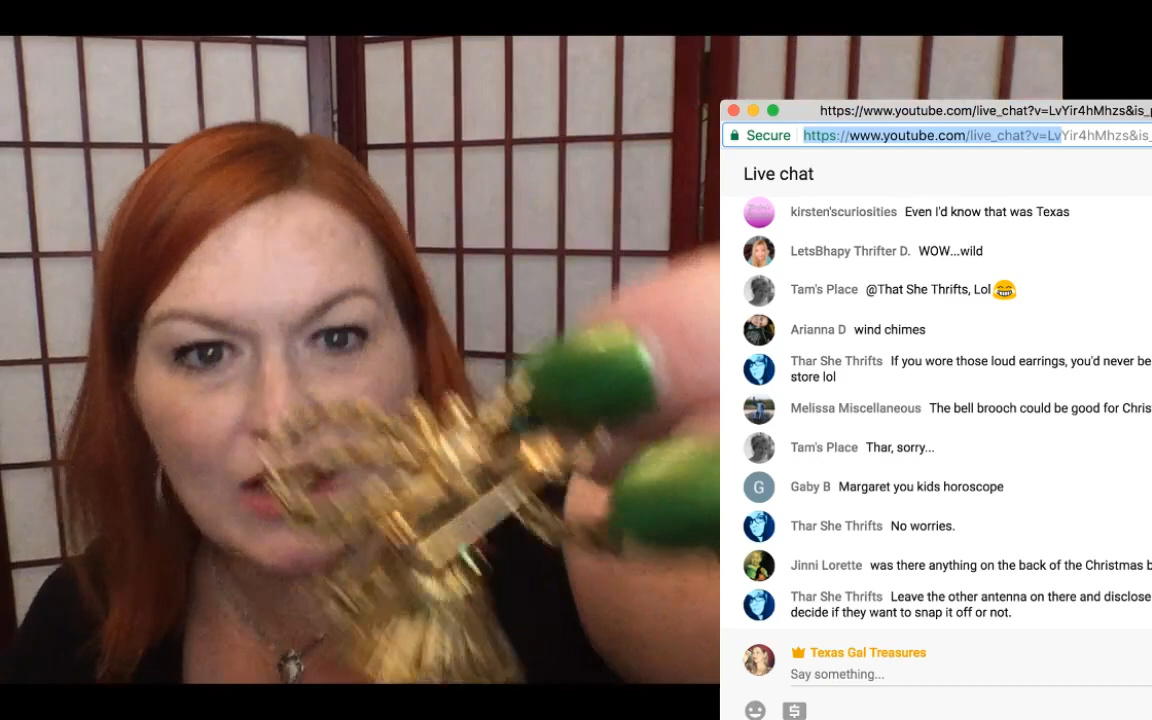 https://www.youtube.com/live_chat?v=LvYir4hMhzs&is_
Secure https://www.youtube.com/live_chat?v=LvYir4hMhzs&is_
Live chat
kirsten'scuriosities Even I'd know that was Texas
LetsBhapy Thrifter D. WOW...wild
Tam's Place @That She Thrifts, Lol😂
Arianna D wind chimes
Thar She Thrifts If you wore those loud earrings, you'd never be
store lol
Melissa Miscellaneous The bell brooch could be good for Chris
Tam's Place Thar, sorry...
G Gaby B Margaret you kids horoscope
Thar She Thrifts No worries.
Jinni Lorette was there anything on the back of the Christmas b
Thar She Thrifts Leave the other antenna on there and disclose
decide if they want to snap it off or not.
Texas Gal Treasures
Say something...